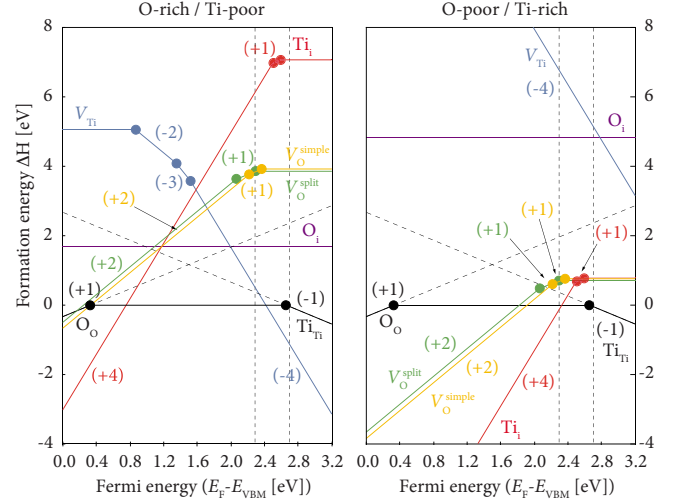 O-rich / Ti-poor
O-poor / Ti-rich
Formation energy ΔH [eV]
8
6
4
2
0
-2
-4
V_Ti
(-2)
(-3)
(+1)
Ti_i
(+1)
V_O^simple
(+1)
V_O^split
(+2)
O_i
(+2)
(+1)
O_O
(-1)
Ti_Ti
(+4)
(-4)
0.0 0.4 0.8 1.2 1.6 2.0 2.4 2.8 3.2
Fermi energy (E_F-E_VBM [eV])
8
6
4
2
0
-2
-4
V_Ti
(-4)
O_i
(+1)
(+1)
(+1)
(+1)
O_O
(-1)
Ti_Ti
(+2)
V_O^split
(+2)
V_O^simple
(+4)
Ti_i
0.0 0.4 0.8 1.2 1.6 2.0 2.4 2.8 3.2
Fermi energy (E_F-E_VBM [eV])